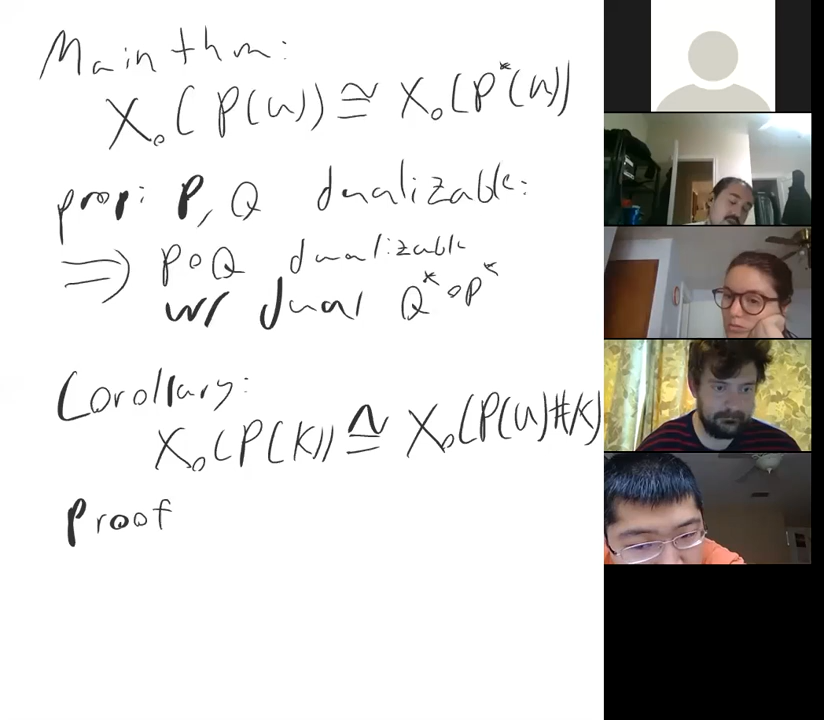 Main thm:
X₀(P(U)) ≅ X₀(P*(U))
prop: P, Q dualizable:
⇒ P∘Q dualizable
w/ dual Q*∘P*
Corollary:
X₀(P(K)) ≅ X₀(P(U)#K)
Proof